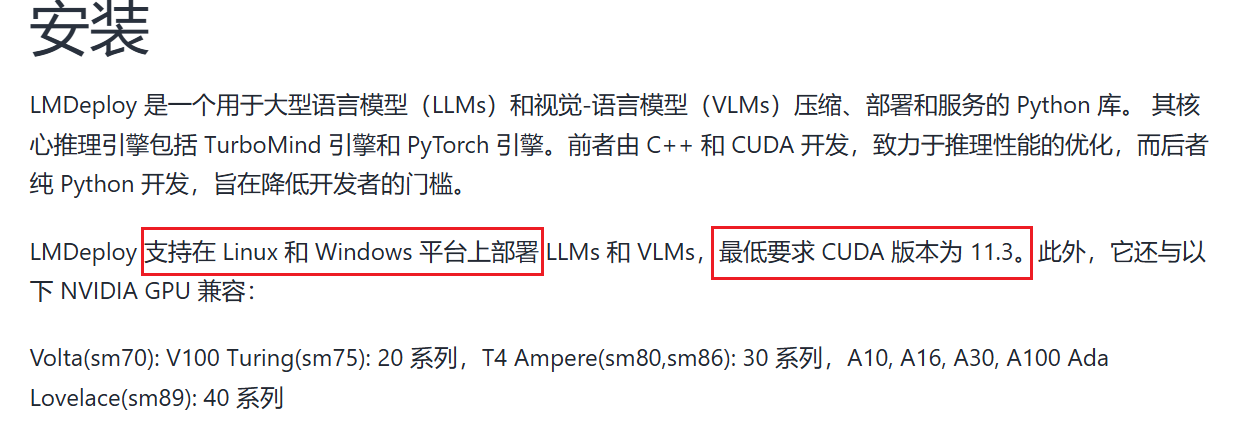 安装
LMDeploy 是一个用于大型语言模型（LLMs）和视觉-语言模型（VLMs）压缩、部署和服务的 Python 库。 其核
心推理引擎包括 TurboMind 引擎和 PyTorch 引擎。前者由 C++ 和 CUDA 开发，致力于推理性能的优化，而后者
纯 Python 开发，旨在降低开发者的门槛。
LMDeploy 支持在 Linux 和 Windows 平台上部署 LLMs 和 VLMs，最低要求 CUDA 版本为 11.3。此外，它还与以
下 NVIDIA GPU 兼容：
Volta(sm70): V100 Turing(sm75): 20 系列，T4 Ampere(sm80,sm86): 30 系列，A10, A16, A30, A100 Ada
Lovelace(sm89): 40 系列